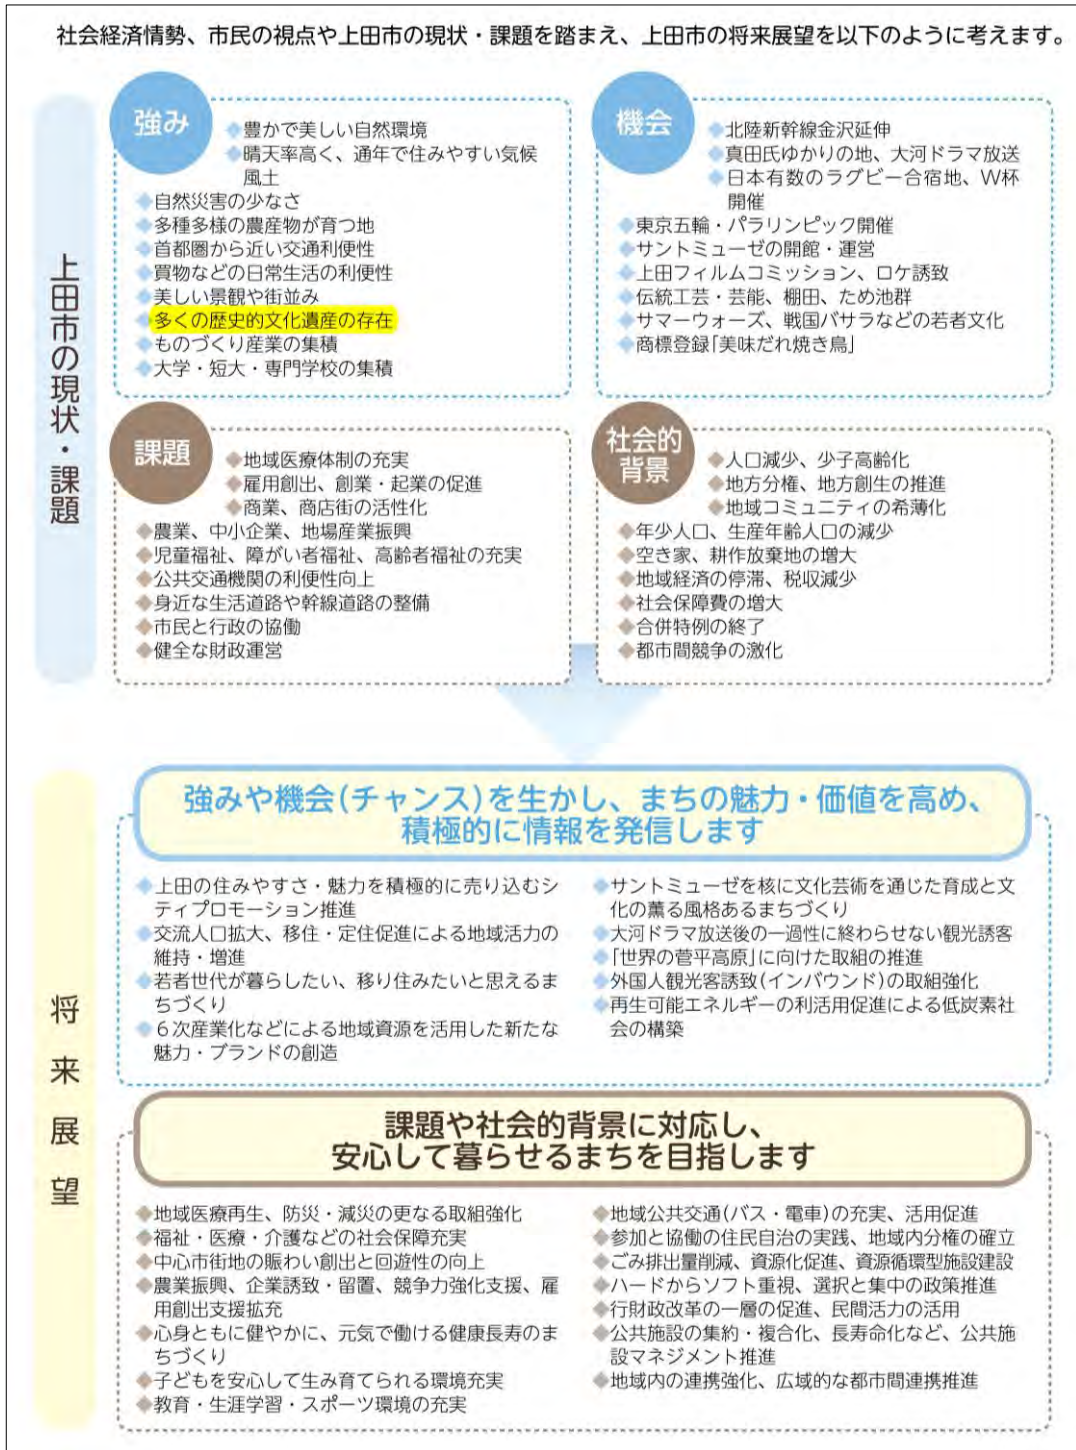 社会経済情勢、市民の視点や上田市の現状・課題を踏まえ、上田市の将来展望を以下のように考えます。
上田市の現状・課題
強み
◆豊かで美しい自然環境
◆晴天率高く、通年で住みやすい気候
風土
◆自然災害の少なさ
◆多種多様の農産物が育つ地
◆首都圏から近い交通利便性
◆買物などの日常生活の利便性
◆美しい景観や街並み
◆多くの歴史的文化遺産の存在
◆ものづくり産業の集積
◆大学・短大・専門学校の集積
機会
◆北陸新幹線金沢延伸
◆真田氏ゆかりの地、大河ドラマ放送
◆日本有数のラグビー合宿地、W杯
開催
◆東京五輪・パラリンピック開催
◆サントミューゼの開館・運営
◆上田フィルムコミッション、ロケ誘致
◆伝統工芸・芸能、棚田、ため池群
◆サマーウォーズ、戦国バサラなどの若者文化
◆商標登録「美味だれ焼き鳥」
課題
◆地域医療体制の充実
◆雇用創出、創業・起業の促進
◆商業、商店街の活性化
◆農業、中小企業、地場産業振興
◆児童福祉、障がい者福祉、高齢者福祉の充実
◆公共交通機関の利便性向上
◆身近な生活道路や幹線道路の整備
◆市民と行政の協働
◆健全な財政運営
社会的
背景
◆人口減少、少子高齢化
◆地方分権、地方創生の推進
◆地域コミュニティの希薄化
◆年少人口、生産年齢人口の減少
◆空き家、耕作放棄地の増大
◆地域経済の停滞、税収減少
◆社会保障費の増大
◆合併特例の終了
◆都市間競争の激化
将来展望
強みや機会(チャンス)を生かし、まちの魅力・価値を高め、
積極的に情報を発信します
◆上田の住みやすさ・魅力を積極的に売り込むシ
ティプロモーション推進
◆交流人口拡大、移住・定住促進による地域活力の
維持・増進
◆若者世代が暮らしたい、移り住みたいと思えるま
ちづくり
◆6次産業化などによる地域資源を活用した新たな
魅力・ブランドの創造
◆サントミューゼを核に文化芸術を通じた育成と文
化の薫る風格あるまちづくり
◆大河ドラマ放送後の一過性に終わらせない観光誘客
◆「世界の菅平高原」に向けた取組の推進
◆外国人観光客誘致(インバウンド)の取組強化
◆再生可能エネルギーの利活用促進による低炭素社
会の構築
課題や社会的背景に対応し、
安心して暮らせるまちを目指します
◆地域医療再生、防災・減災の更なる取組強化
◆福祉・医療・介護などの社会保障充実
◆中心市街地の賑わい創出と回遊性の向上
◆農業振興、企業誘致・留置、競争力強化支援、雇
用創出支援拡充
◆心身ともに健やかに、元気で働ける健康長寿のま
ちづくり
◆子どもを安心して生み育てられる環境充実
◆教育・生涯学習・スポーツ環境の充実
◆地域公共交通(バス・電車)の充実、活用促進
◆参加と協働の住民自治の実践、地域内分権の確立
◆ごみ排出量削減、資源化促進、資源循環型施設建設
◆ハードからソフト重視、選択と集中の政策推進
◆行財政改革の一層の促進、民間活力の活用
◆公共施設の集約・複合化、長寿命化など、公共施
設マネジメント推進
◆地域内の連携強化、広域的な都市間連携推進